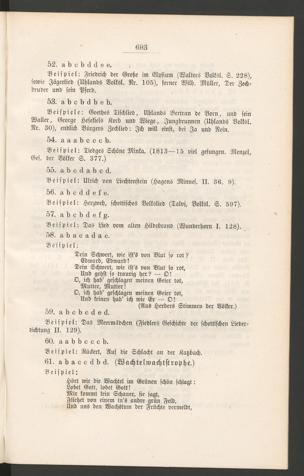 693
52. a b c b d d e e.
Beispiel: Friedrich der Große im Elysium (Walters Volksl. S. 228),
sowie Jägerlied (Uhlands Volksl. Nr. 105), ferner Wilh. Müller, Der Zech-
bruder und sein Pferd.
53. a b c b d b e b.
Beispiele: Goethes Tischlied, Uhlands Bertran de Born, und sein
Waller, George Hesekiels Korb und Wiege, Jungbrunnen (Uhlands Volksl.
Nr. 30), endlich Bürgers Zechlied: Ich will einst, bei Ja und Nein.
54. a a a b c c c b.
Beispiel: Tiedges Schöne Minka. (1813—15 viel gesungen. Menzel,
Ges. der Völker S. 377.)
55. a b c d a b c d.
Beispiel: Ulrich von Liechtenstein (Hagens Minnes. II. 36, 9).
56. a b c d d e f e.
Beispiel: schottisches Volkslied (Talvj, Volksl. S. 597).
57. a b c b d e f g.
Beispiel: Das Lied vom alten Hildebrand (Wunderhorn I. 128).
58. a b a c a d a c.
Beispiel:
Dein Schwert, wie ist's von Blut so rot?
Edward, Edward!
Dein Schwert, wie ist's von Blut so rot,
Und gehst so traurig her? — O!
O, ich hab' geschlagen meinen Geier tot,
Mutter, Mutter!
O, ich hab' geschlagen meinen Geier tot,
Und keinen hab' ich wie Er — O!
(Aus Herders Stimmen der Völker.)
59. a b c b c d e d.
Beispiel: Das Meermädchen (Fiedlers Geschichte der schottischen Lieder-
dichtung II. 129).
60. a a b b c c c b.
Beispiel: Rückert, Auf die Schlacht an der Katzbach.
61. a b a c c d b d. (Wachtelwachtstrophe.)
Beispiel:
Hört wie die Wachtel im Grünen schön schlagt:
Lobet Gott, lobet Gott!
Mir kommt kein Schauer, sie sagt,
Fliehet von einem in's andre grün Feld,
Und uns den Wachstum der Früchte vermeldt,